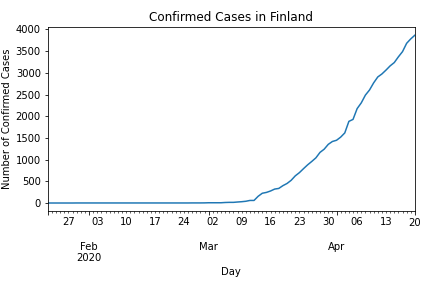 Confirmed Cases in Finland
Number of Confirmed Cases
4000
3500
3000
2500
2000
1500
1000
500
0
27 03 10 17 24 02 09 16 23 30 06 13 20
Feb Mar Apr
2020
Day